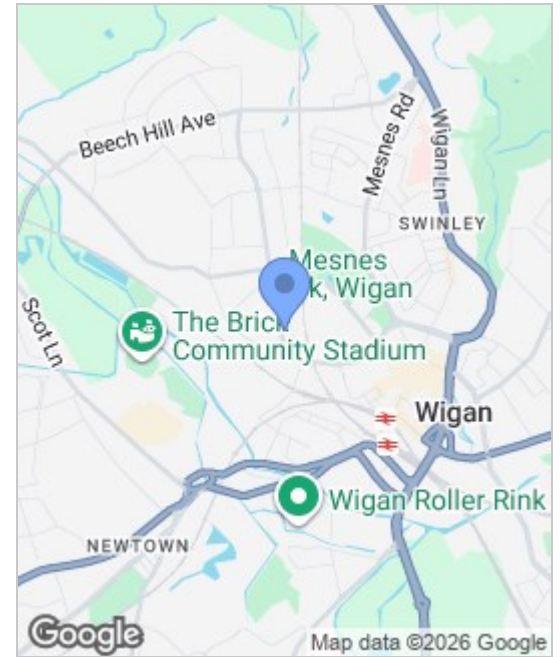 Beech Hill Ave
Mesnes Rd
Wigan Ln
SWINLEY
Mesnes
k, Wigan
Scot Ln
The Brick
Community Stadium
Wigan
Wigan Roller Rink
NEWTOWN
Google
Map data ©2026 Google